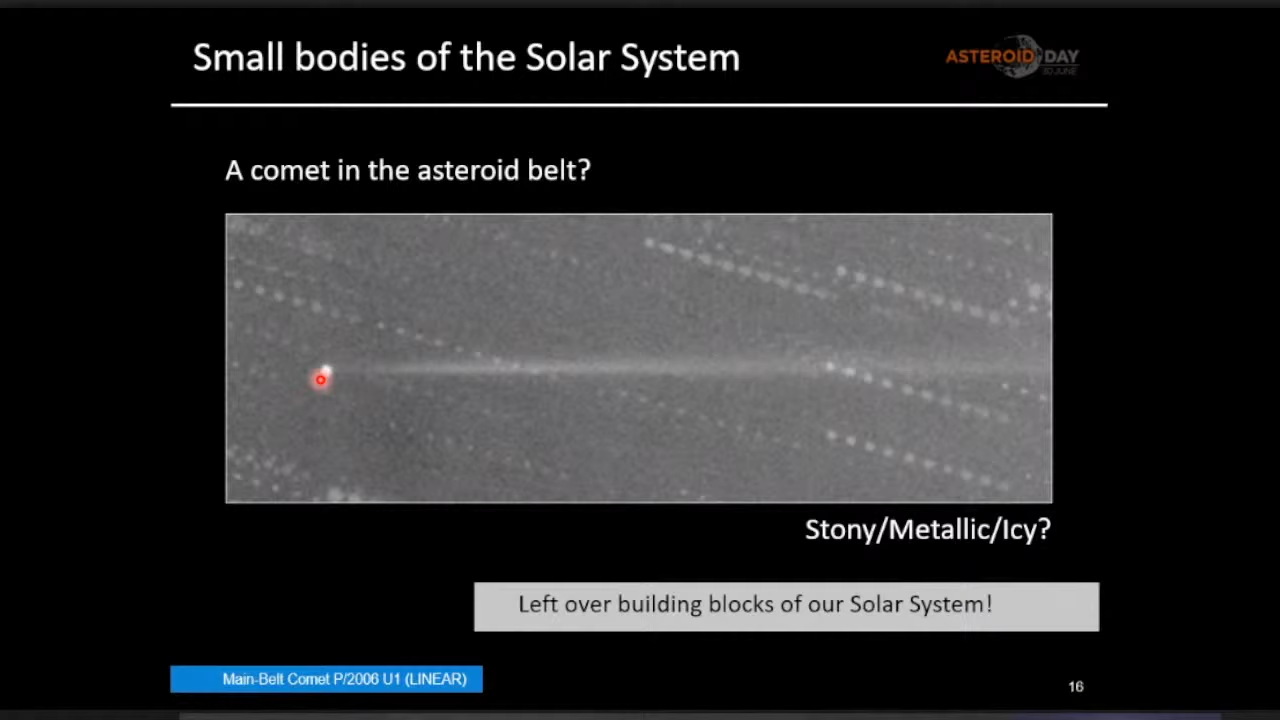 Small bodies of the Solar System
ASTEROID DAY
30 JUNE
A comet in the asteroid belt?
Stony/Metallic/Icy?
Left over building blocks of our Solar System!
Main-Belt Comet P/2006 U1 (LINEAR)
16